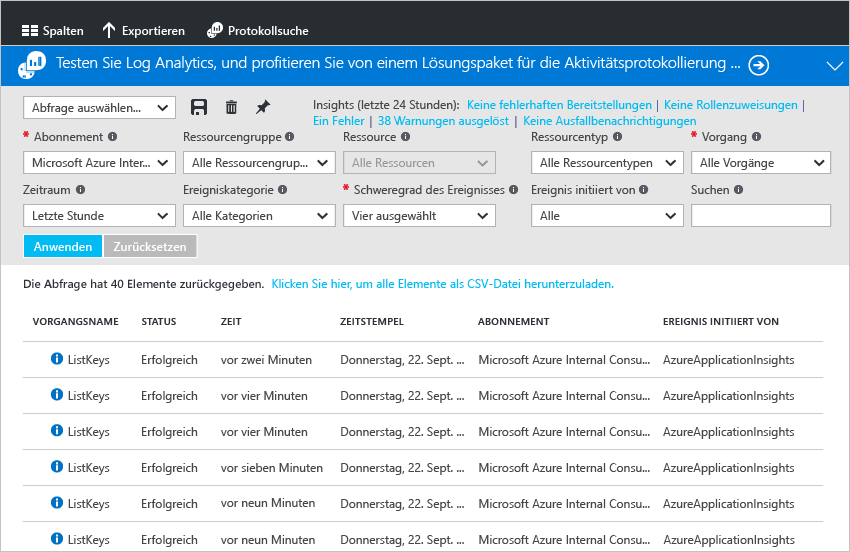 Spalten Exportieren Protokollsuche
Testen Sie Log Analytics, und profitieren Sie von einem Lösungspaket für die Aktivitätsprotokollierung ...
Abfrage auswählen... Insights (letzte 24 Stunden): Keine fehlerhaften Bereitstellungen | Keine Rollenzuweisungen |
Ein Fehler | 38 Warnungen ausgelöst | Keine Ausfallbenachrichtigungen
* Abonnement Ressourcengruppe Ressource Ressourcentyp * Vorgang
Microsoft Azure Inter... Alle Ressourcengrup... Alle Ressourcen Alle Ressourcentypen Alle Vorgänge
Zeitraum Ereigniskategorie * Schweregrad des Ereignisses Ereignis initiiert von Suchen
Letzte Stunde Alle Kategorien Vier ausgewählt Alle
Anwenden Zurücksetzen
Die Abfrage hat 40 Elemente zurückgegeben. Klicken Sie hier, um alle Elemente als CSV-Datei herunterzuladen.
VORGANGSNAME STATUS ZEIT ZEITSTEMPEL ABONNEMENT EREIGNIS INITIIERT VON
ListKeys Erfolgreich vor zwei Minuten Donnerstag, 22. Sept. ... Microsoft Azure Internal Consu... AzureApplicationInsights
ListKeys Erfolgreich vor vier Minuten Donnerstag, 22. Sept. ... Microsoft Azure Internal Consu... AzureApplicationInsights
ListKeys Erfolgreich vor vier Minuten Donnerstag, 22. Sept. ... Microsoft Azure Internal Consu... AzureApplicationInsights
ListKeys Erfolgreich vor sieben Minuten Donnerstag, 22. Sept. ... Microsoft Azure Internal Consu... AzureApplicationInsights
ListKeys Erfolgreich vor neun Minuten Donnerstag, 22. Sept. ... Microsoft Azure Internal Consu... AzureApplicationInsights
ListKeys Erfolgreich vor neun Minuten Donnerstag, 22. Sept. ... Microsoft Azure Internal Consu... AzureApplicationInsights